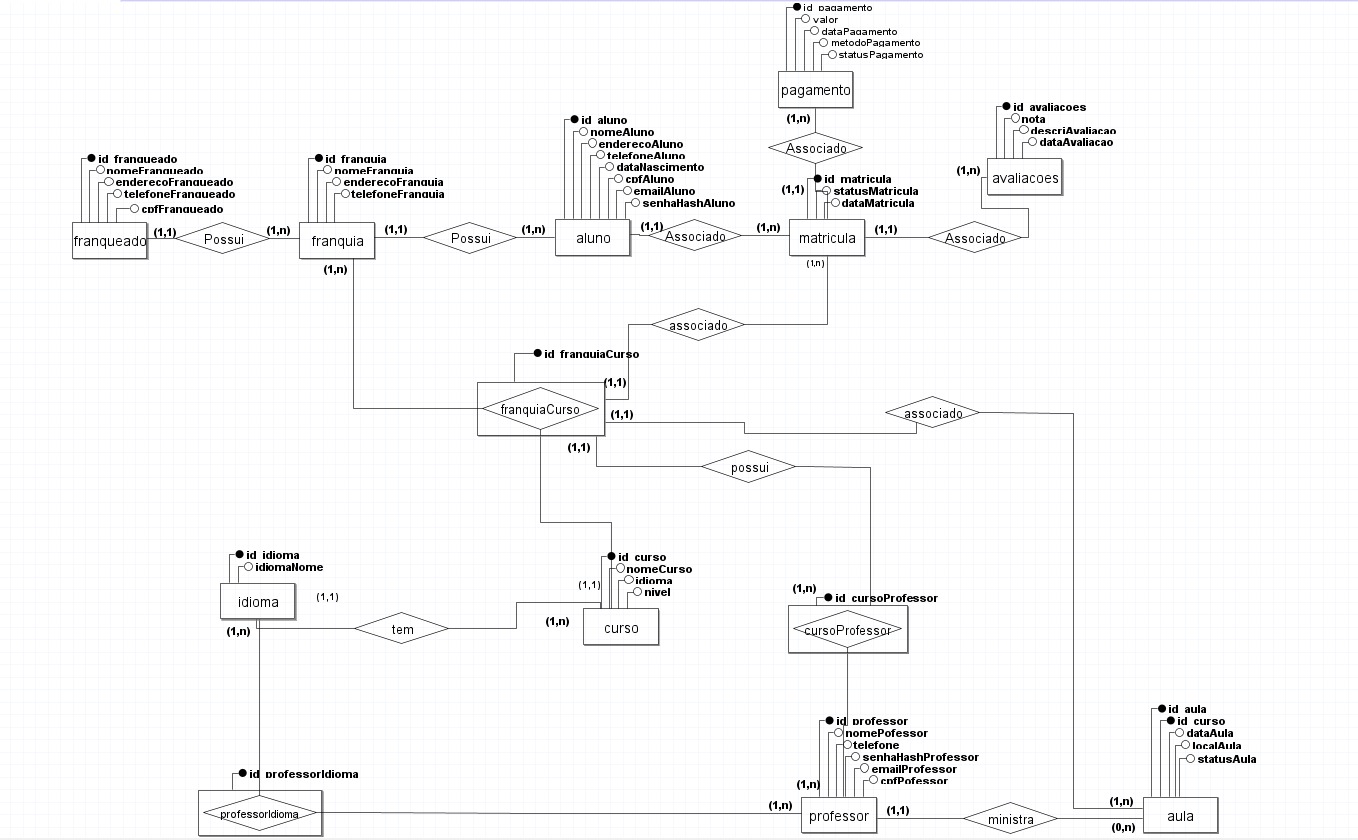 id_pagamento
valor
dataPagamento
metodoPagamento
statusPagamento
pagamento
(1,n)
Associado
id_avaliacoes
nota
descriAvaliacao
dataAvaliacao
(1,n)
avaliacoes
id_aluno
nomeAluno
enderecoAluno
telefoneAluno
dataNascimento
cpfAluno
emailAluno
senhaHashAluno
id_franqueado
nomeFranqueado
enderecoFranqueado
telefoneFranqueado
cpfFranqueado
id_franquia
nomeFranquia
enderecoFranquia
telefoneFranquia
id_matricula
(1,1)
statusMatricula
dataMatricula
franqueado
(1,1)
Possui
(1,n)
franquia
(1,1)
Possui
(1,n)
aluno
(1,1)
Associado
(1,n)
matricula
(1,1)
Associado
(1,n)
(1,n)
associado
id_franquiaCurso
(1,1)
franquiaCurso
(1,1)
associado
(1,1)
possui
id_idioma
idiomaNome
idioma
(1,1)
(1,n)
tem
id_curso
nomeCurso
idioma
nivel
(1,1)
(1,n)
curso
(1,n)
id_cursoProfessor
cursoProfessor
id_professor
nomePofessor
telefone
senhaHashProfessor
emailProfessor
cpfPofessor
(1,n)
id_aula
id_curso
dataAula
localAula
statusAula
id_professorIdioma
professorIdioma
(1,n)
professor
(1,1)
ministra
(1,n)
(0,n)
aula